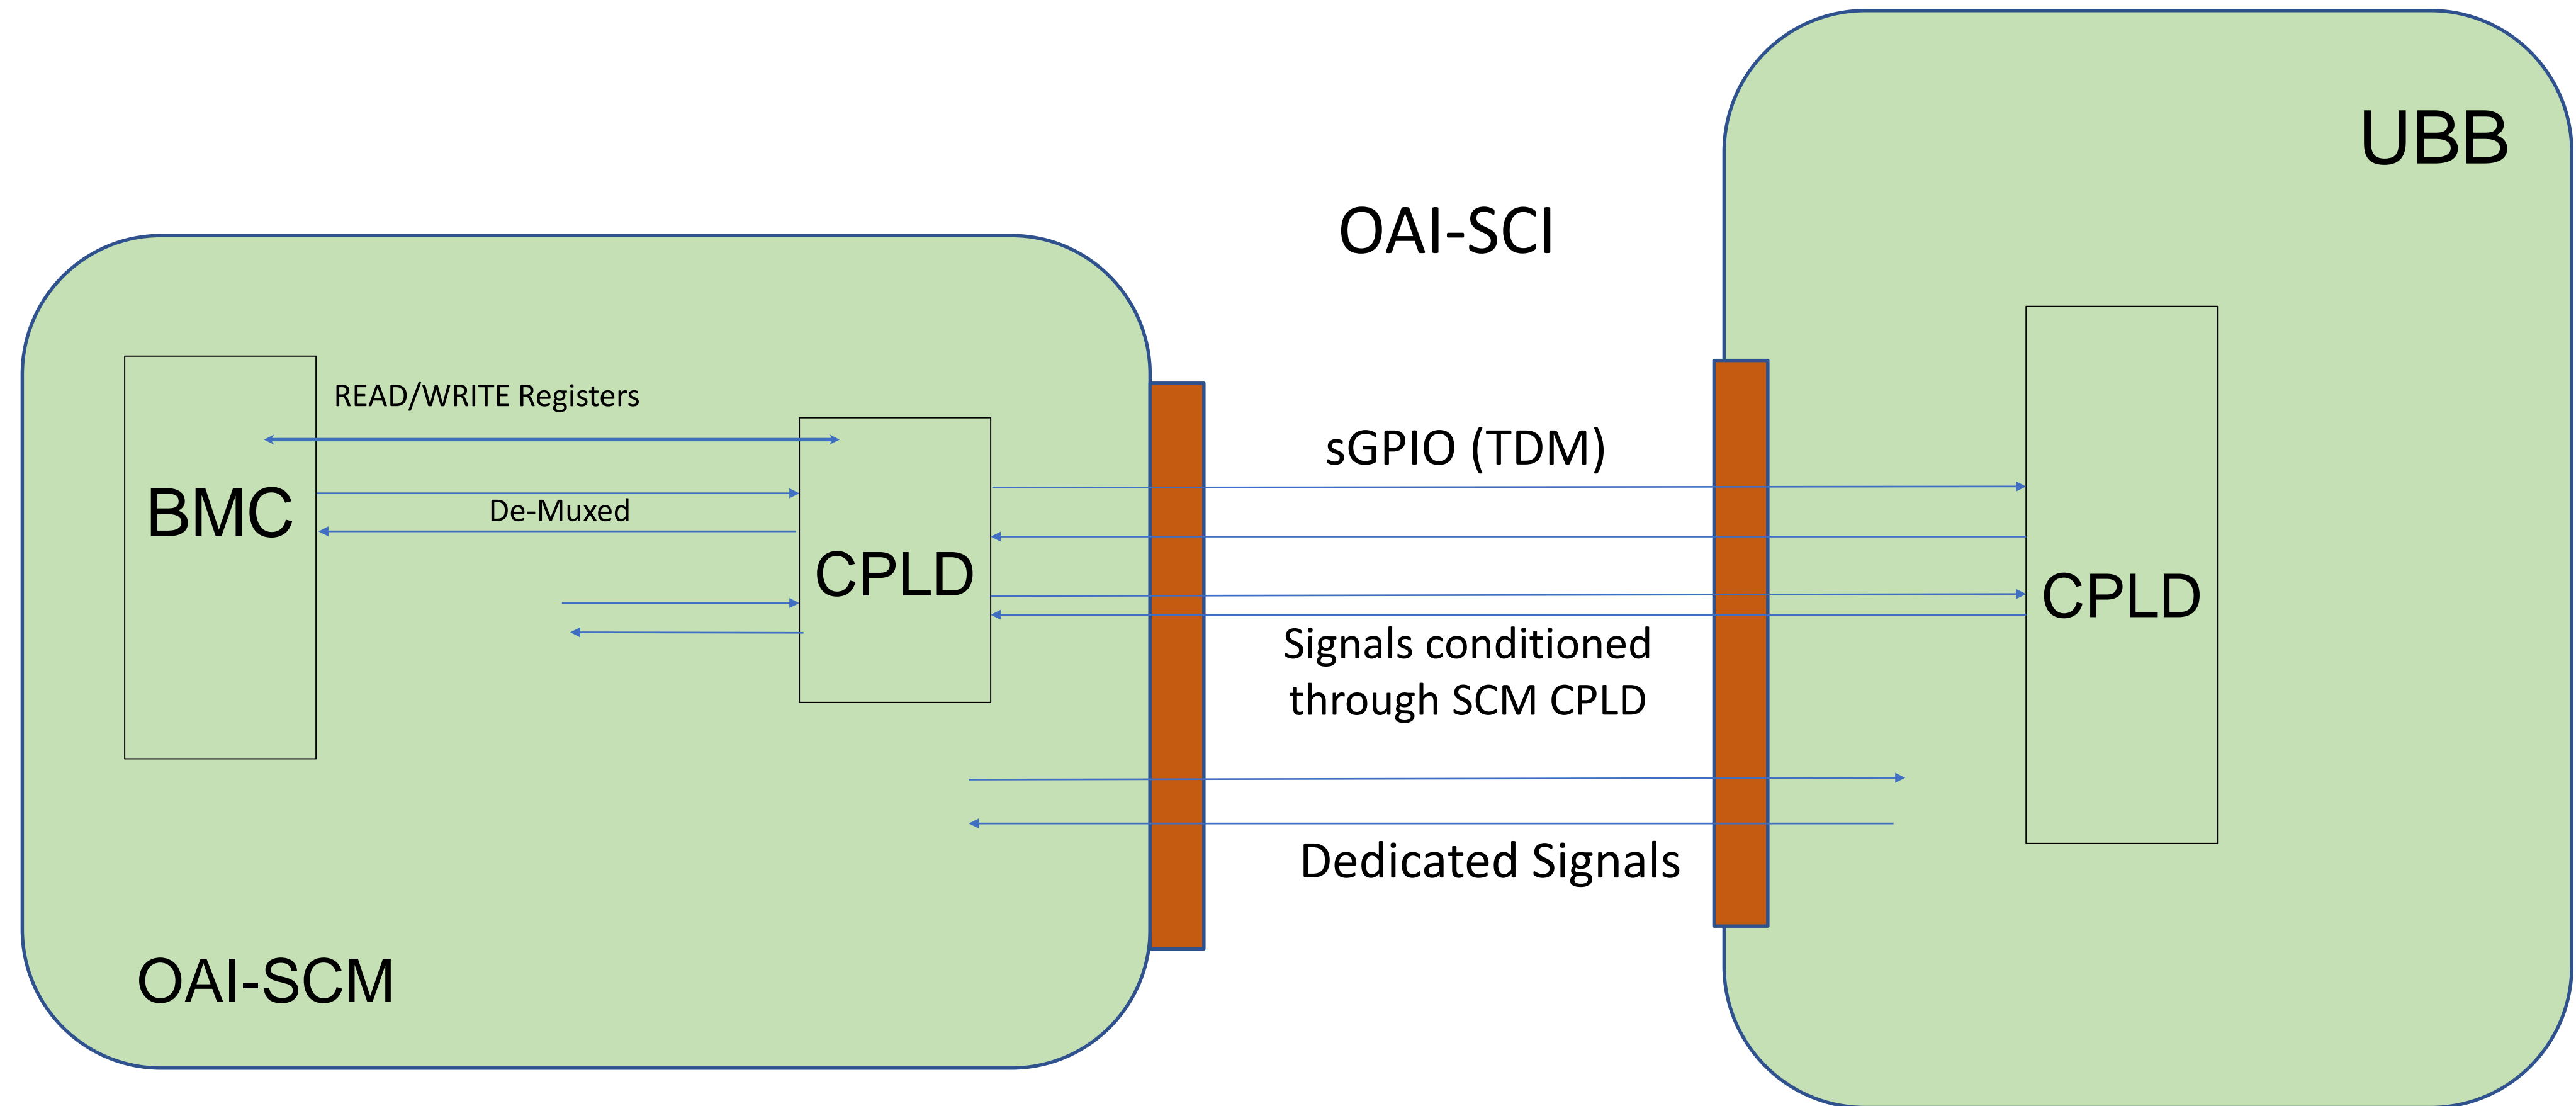 UBB
OAI-SCI
READ/WRITE Registers
sGPIO (TDM)
BMC
De-Muxed
CPLD
CPLD
Signals conditioned
through SCM CPLD
Dedicated Signals
OAI-SCM